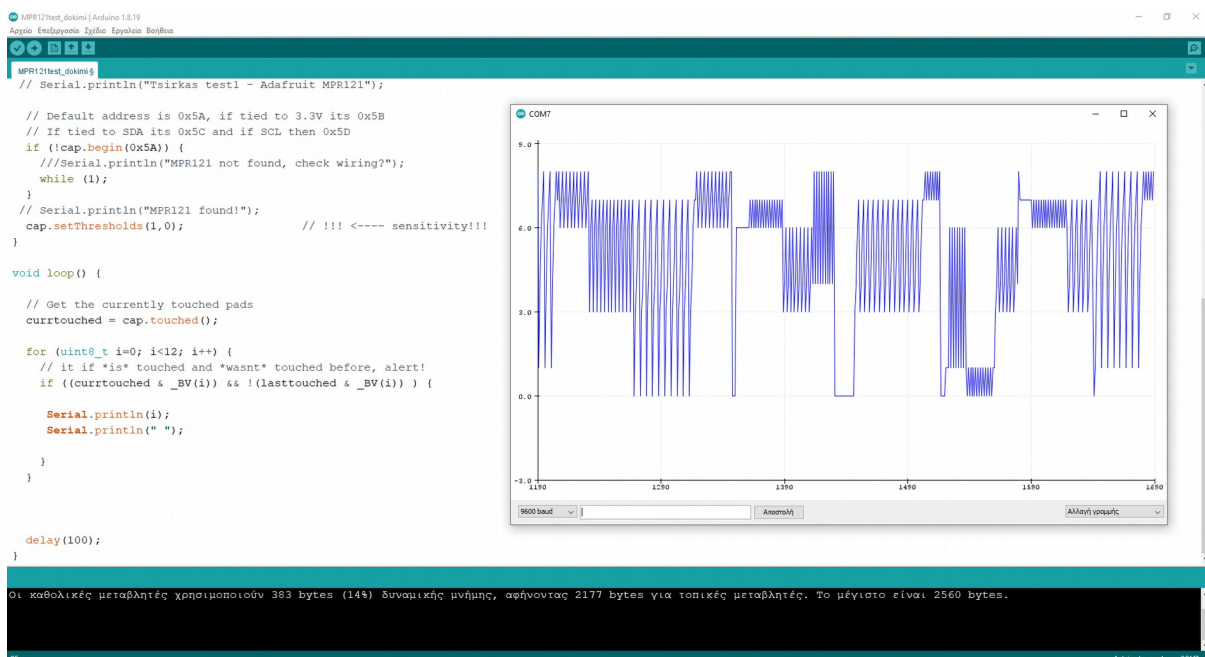 MPR121test_dokimi | Arduino 1.8.19
Αρχείο Επεξεργασία Σχέδιο Εργαλεία Βοήθεια
MPR121test_dokimi §
// Serial.println("Tsirkas test1 - Adafruit MPR121");
// Default address is 0x5A, if tied to 3.3V its 0x5B
// If tied to SDA its 0x5C and if SCL then 0x5D
if (!cap.begin(0x5A)) {
///Serial.println("MPR121 not found, check wiring?");
while (1);
}
// Serial.println("MPR121 found!");
cap.setThresholds(1,0); // !!! <---- sensitivity!!!
}
void loop() {
// Get the currently touched pads
currtouched = cap.touched();
for (uint8_t i=0; i<12; i++) {
// it if *is* touched and *wasnt* touched before, alert!
if ((currtouched & _BV(i)) && !(lasttouched & _BV(i)) ) {
Serial.println(i);
Serial.println(" ");
}
}
delay(100);
}
COM7
9.0
6.0
3.0
0.0
-3.0
1190 1290 1390 1490 1590 1690
9600 baud Αποστολή Αλλαγή γραμμής
Οι καθολικές μεταβλητές χρησιμοποιούν 383 bytes (14%) δυναμικής μνήμης, αφήνοντας 2177 bytes για τοπικές μεταβλητές. Το μέγιστο είναι 2560 bytes.